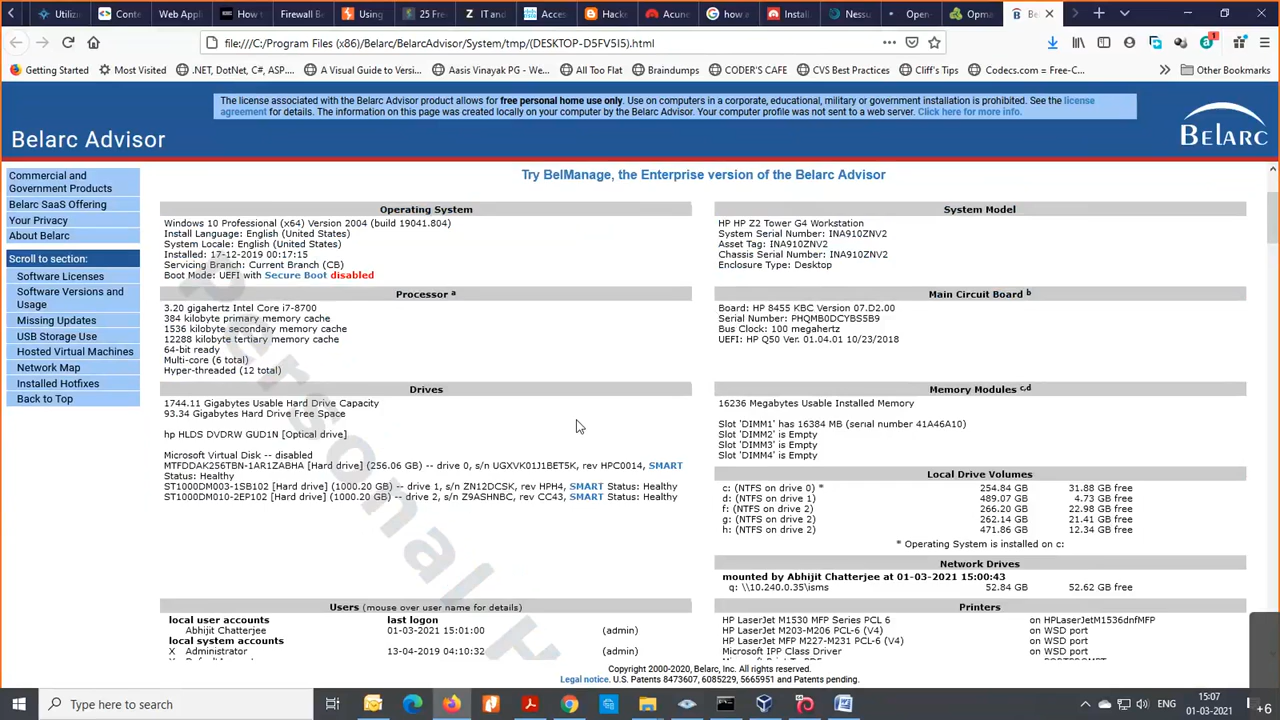 Utiliz
Conte
Web Appl
How t
Firewall B
Using
25 Free
IT and
Acces
Hacke
Acune
how a
Install
Nessu
Open-
Opma
Be
file:///C:/Program Files (x86)/Belarc/BelarcAdvisor/System/tmp/(DESKTOP-D5FV5I5).html
Getting Started
Most Visited
.NET, DotNet, C#, ASP....
A Visual Guide to Versi...
Aasis Vinayak PG - We...
All Too Flat
Braindumps
CODER'S CAFE
CVS Best Practices
Cliff's Tips
Codecs.com = Free-C...
Other Bookmarks
The license associated with the Belarc Advisor product allows for free personal home use only. Use on computers in a corporate, educational, military or government installation is prohibited. See the license
agreement for details. The information on this page was created locally on your computer by the Belarc Advisor. Your computer profile was not sent to a web server. Click here for more info.
Belarc Advisor
BELARC
Commercial and
Government Products
Belarc SaaS Offering
Your Privacy
About Belarc
Scroll to section:
Software Licenses
Software Versions and
Usage
Missing Updates
USB Storage Use
Hosted Virtual Machines
Network Map
Installed Hotfixes
Back to Top
Try BelManage, the Enterprise version of the Belarc Advisor
Operating System
Windows 10 Professional (x64) Version 2004 (build 19041.804)
Install Language: English (United States)
System Locale: English (United States)
Installed: 17-12-2019 00:17:15
Servicing Branch: Current Branch (CB)
Boot Mode: UEFI with Secure Boot disabled
System Model
HP HP Z2 Tower G4 Workstation
System Serial Number: INA910ZNV2
Asset Tag: INA910ZNV2
Chassis Serial Number: INA910ZNV2
Enclosure Type: Desktop
Processor a
3.20 gigahertz Intel Core i7-8700
384 kilobyte primary memory cache
1536 kilobyte secondary memory cache
12288 kilobyte tertiary memory cache
64-bit ready
Multi-core (6 total)
Hyper-threaded (12 total)
Main Circuit Board b
Board: HP 8455 KBC Version 07.D2.00
Serial Number: PHQMB0DCYBS5B9
Bus Clock: 100 megahertz
UEFI: HP Q50 Ver. 01.04.01 10/23/2018
Drives
1744.11 Gigabytes Usable Hard Drive Capacity
93.34 Gigabytes Hard Drive Free Space
hp HLDS DVDRW GUD1N [Optical drive]
Microsoft Virtual Disk -- disabled
MTFDDAK256TBN-1AR1ZABHA [Hard drive] (256.06 GB) -- drive 0, s/n UGXVK01J1BET5K, rev HPC0014, SMART
Status: Healthy
ST1000DM003-1ER162 [Hard drive] (1000.20 GB) -- drive 1, s/n ZN12DCSK, rev HPH4, SMART Status: Healthy
ST1000DM010-2EP102 [Hard drive] (1000.20 GB) -- drive 2, s/n Z9ASHNBC, rev CC43, SMART Status: Healthy
Memory Modules c,d
16236 Megabytes Usable Installed Memory
Slot 'DIMM1' has 16384 MB (serial number 41A46A10)
Slot 'DIMM2' is Empty
Slot 'DIMM3' is Empty
Slot 'DIMM4' is Empty
Local Drive Volumes
c: (NTFS on drive 0) * 254.84 GB 31.88 GB free
d: (NTFS on drive 1) 489.07 GB 4.73 GB free
f: (NTFS on drive 2) 266.20 GB 22.98 GB free
g: (NTFS on drive 2) 262.14 GB 21.41 GB free
h: (NTFS on drive 2) 471.86 GB 12.34 GB free
* Operating System is installed on c:
Network Drives
mounted by Abhijit Chatterjee at 01-03-2021 15:00:43
q: \\10.240.0.35\isms 52.84 GB 52.62 GB free
Users (mouse over user name for details)
local user accounts last logon
Abhijit Chatterjee 01-03-2021 15:01:00 (admin)
local system accounts
X Administrator 13-04-2019 04:10:32 (admin)
Printers
HP LaserJet M1530 MFP Series PCL 6 on HPLaserJetM1536dnfMFP
HP LaserJet M203-M206 PCL-6 (V4) on WSD port
HP LaserJet MFP M227-M231 PCL-6 (V4) on WSD port
Microsoft IPP Class Driver on WSD port
Personal H
Copyright 2000-2020, Belarc, Inc. All rights reserved.
Legal notice. U.S. Patents 8473607, 6085229, 5665951 and Patents pending.
Type here to search
ENG
15:07
01-03-2021
+6